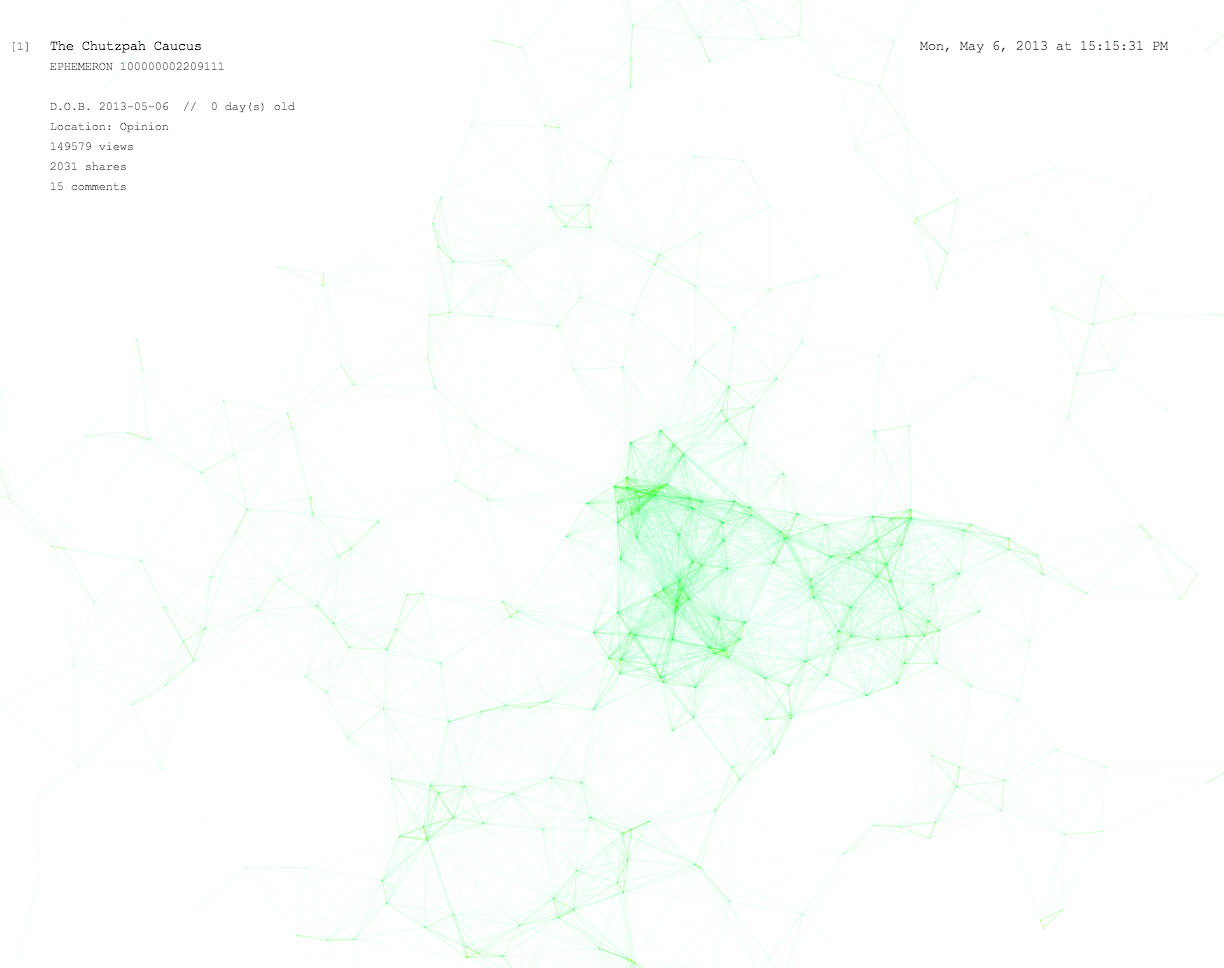 [1] The Chutzpah Caucus
Mon, May 6, 2013 at 15:15:31 PM
EPHEMERON 100000002209111
D.O.B. 2013-05-06 // 0 day(s) old
Location: Opinion
149579 views
2031 shares
15 comments